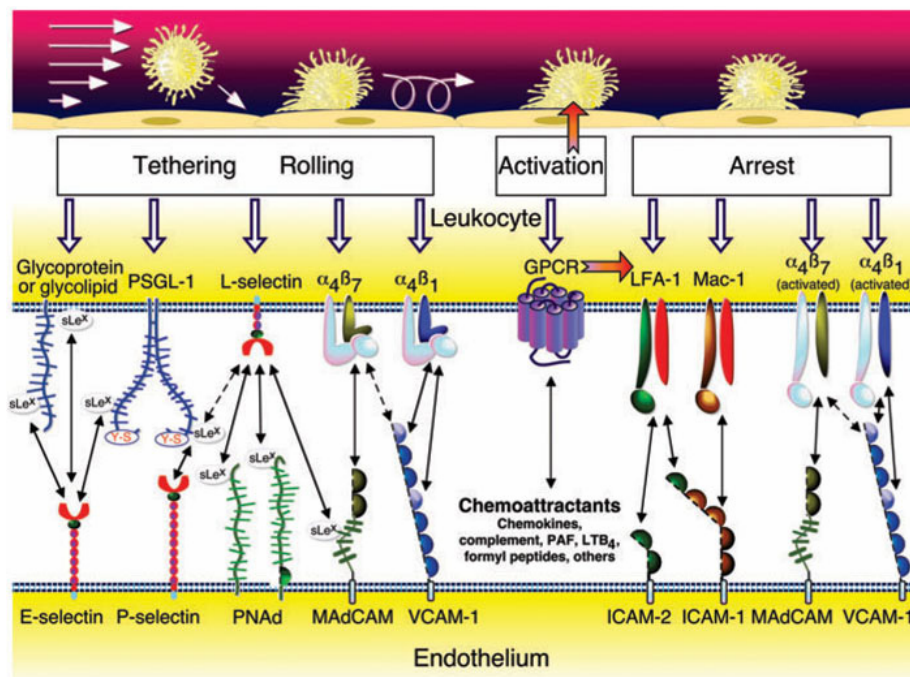 Tethering Rolling
Activation
Arrest
Leukocyte
Glycoprotein
or glycolipid
PSGL-1
L-selectin
α4β7
α4β1
GPCR
LFA-1
Mac-1
α4β7
(activated)
α4β1
(activated)
sLex
sLex
sLex
sLex
sLex
sLex
sLex
Y-S
Y-S
Chemoattractants
Chemokines,
complement, PAF, LTB4,
formyl peptides, others
E-selectin
P-selectin
PNAd
MAdCAM
VCAM-1
ICAM-2
ICAM-1
MAdCAM
VCAM-1
Endothelium